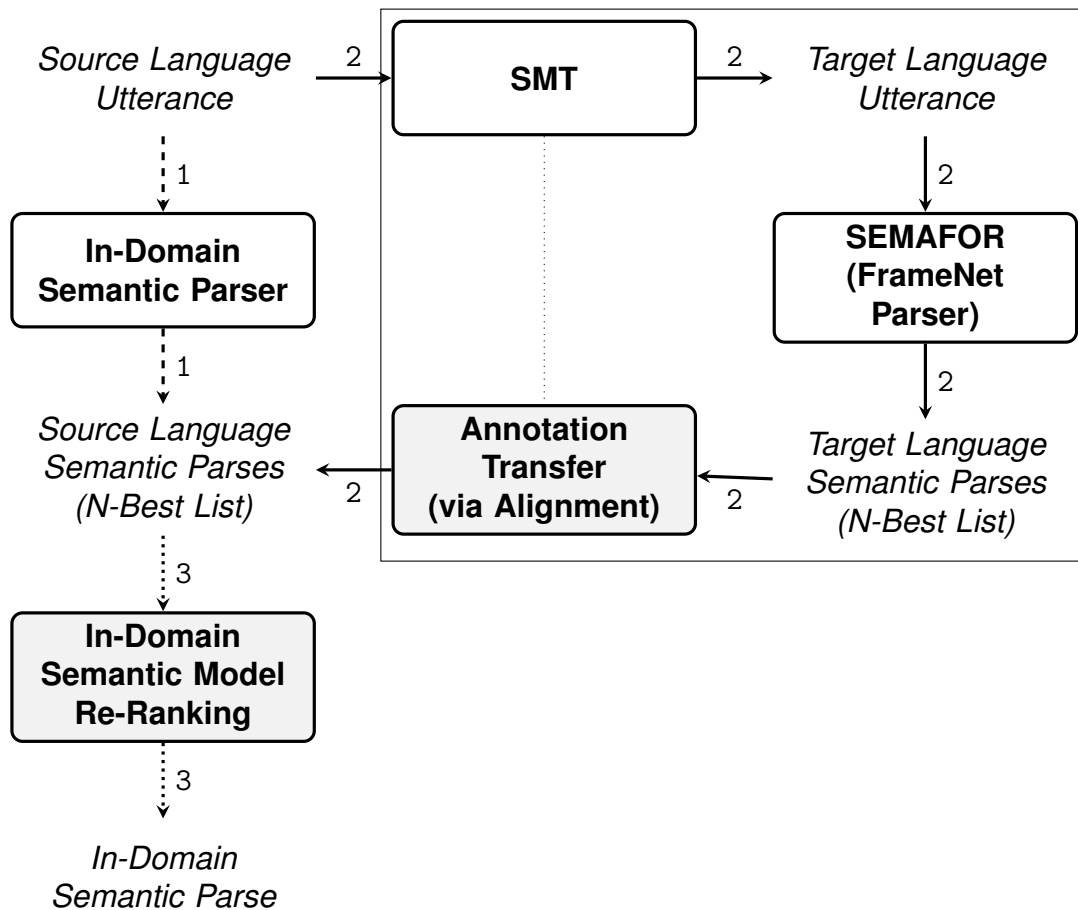 Source Language
Utterance
2
SMT
2
Target Language
Utterance
1
2
In-Domain
Semantic Parser
SEMAFOR
(FrameNet
Parser)
1
2
Source Language
Semantic Parses
(N-Best List)
2
Annotation
Transfer
(via Alignment)
2
Target Language
Semantic Parses
(N-Best List)
3
In-Domain
Semantic Model
Re-Ranking
3
In-Domain
Semantic Parse